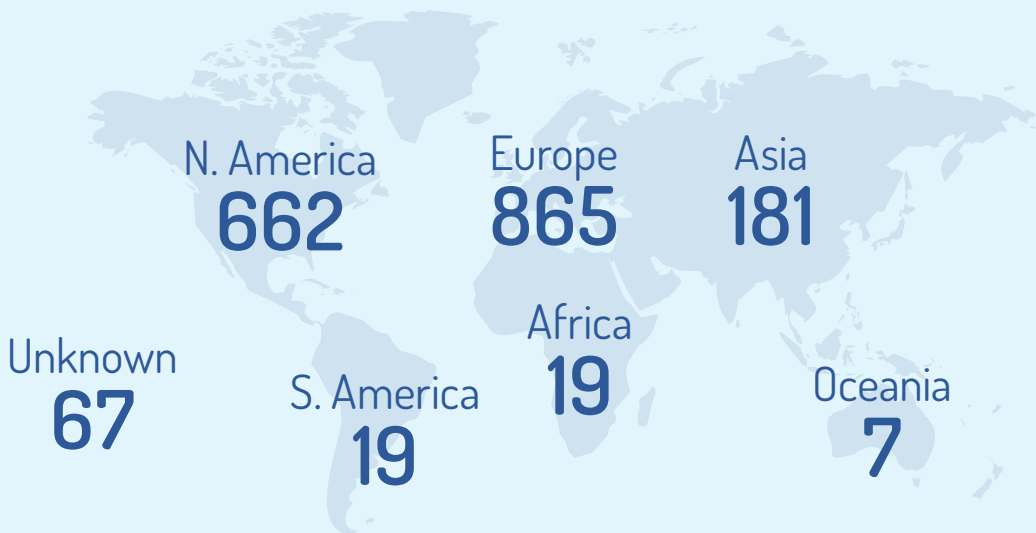 N. America
662
Europe
865
Asia
181
Africa
19
Unknown
67
S. America
19
Oceania
7